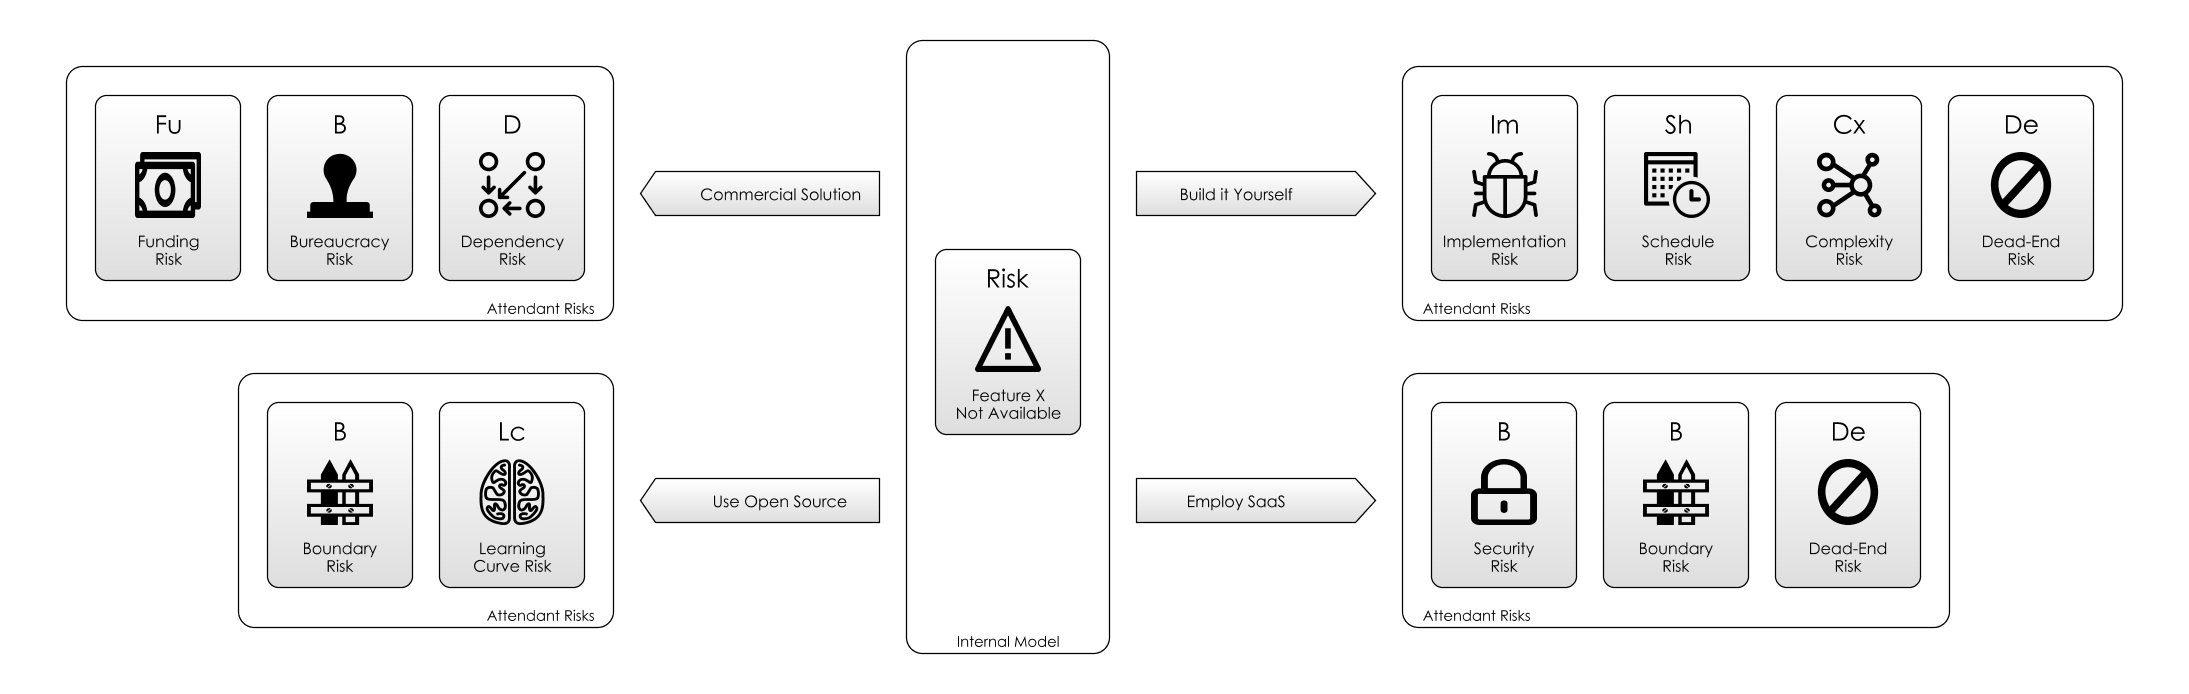 Fu
Funding
Risk
B
Bureaucracy
Risk
D
Dependency
Risk
Attendant Risks
Commercial Solution
B
Boundary
Risk
Lc
Learning
Curve Risk
Attendant Risks
Use Open Source
Risk
Feature X
Not Available
Internal Model
Build it Yourself
Im
Implementation
Risk
Sh
Schedule
Risk
Cx
Complexity
Risk
De
Dead-End
Risk
Attendant Risks
Employ SaaS
B
Security
Risk
B
Boundary
Risk
De
Dead-End
Risk
Attendant Risks